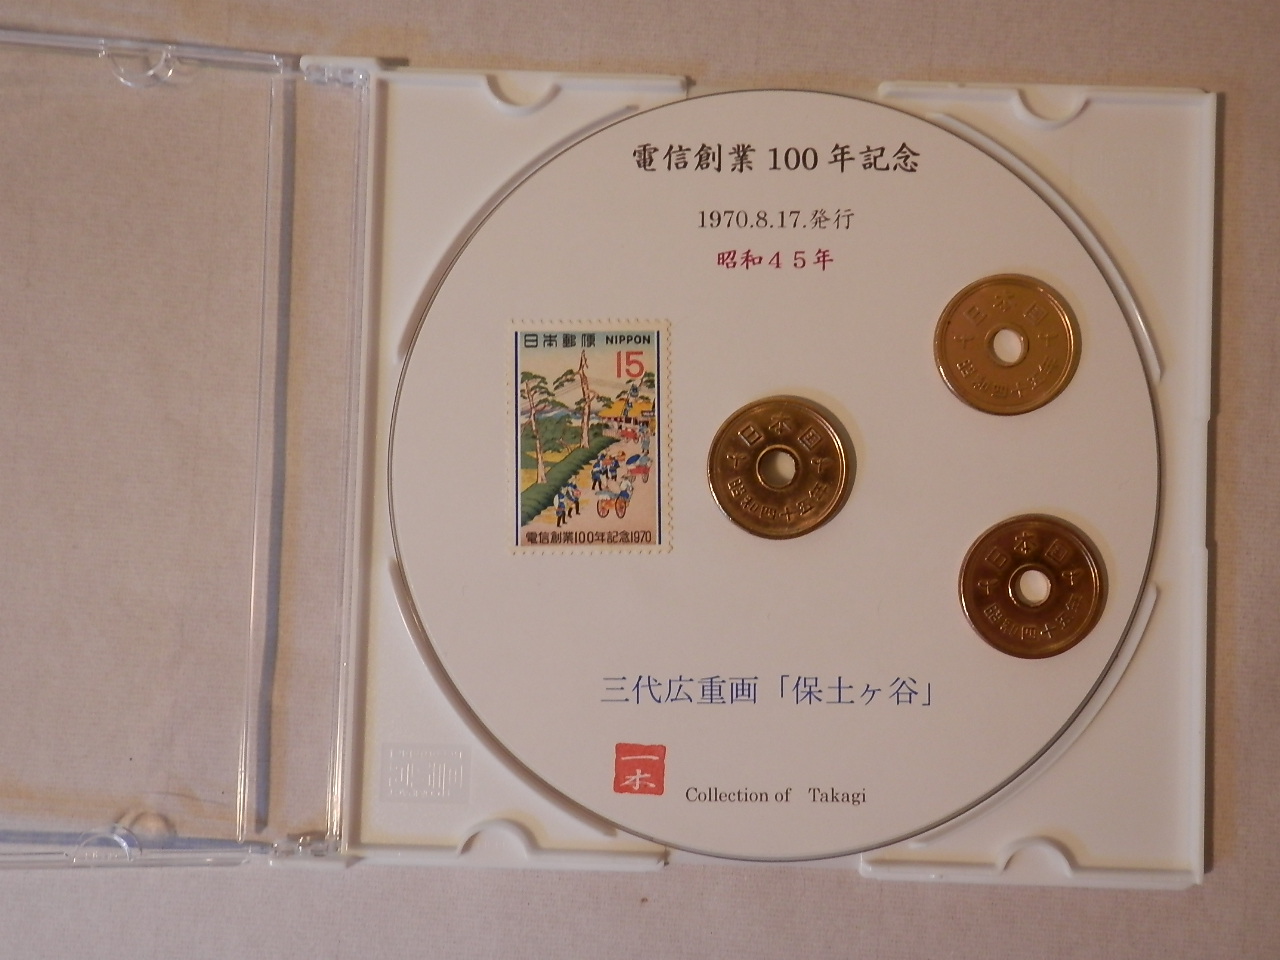 電信創業100年記念
1970.8.17.発行
昭和４５年
日本郵便 NIPPON
15
電信創業100年記念1970
日本国
昭和四十五年
日本国
昭和四十五年
日本国
昭和四十五年
三代広重画「保土ヶ谷」
一木
Collection of Takagi